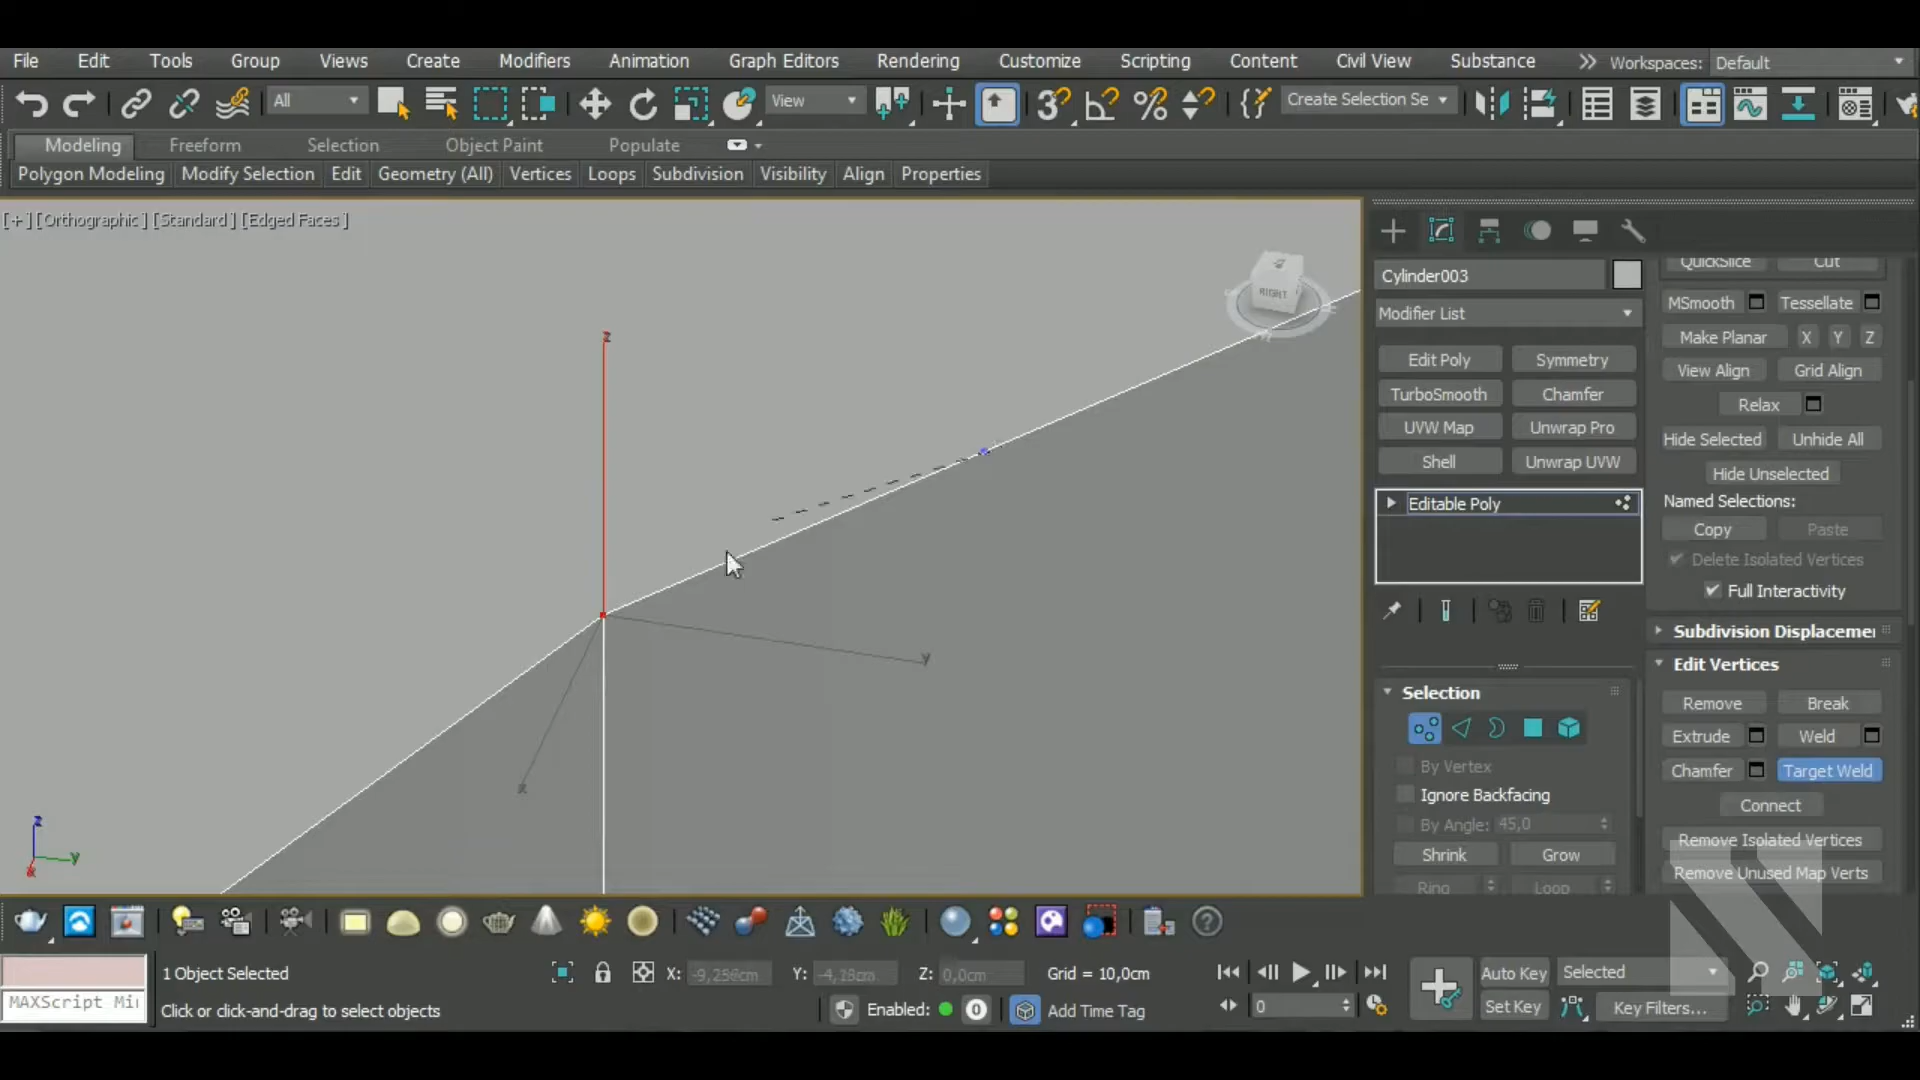 File Edit Tools Group Views Create Modifiers Animation Graph Editors Rendering Customize Scripting Content Civil View Substance Workspaces: Default
All View Create Selection Se
Modeling Freeform Selection Object Paint Populate
Polygon Modeling Modify Selection Edit Geometry (All) Vertices Loops Subdivision Visibility Align Properties
[+][Orthographic][Standard][Edged Faces]
RIGHT
z
y
x
z
y
x
Cylinder003
Modifier List
Edit Poly Symmetry
TurboSmooth Chamfer
UVW Map Unwrap Pro
Shell Unwrap UVW
Editable Poly
Selection
By Vertex
Ignore Backfacing
By Angle: 45,0
Shrink Grow
Ring Loop
QuickSlice Cut
MSmooth Tessellate
Make Planar X Y Z
View Align Grid Align
Relax
Hide Selected Unhide All
Hide Unselected
Named Selections:
Copy Paste
Delete Isolated Vertices
Full Interactivity
Subdivision Displaceme
Edit Vertices
Remove Break
Extrude Weld
Chamfer Target Weld
Connect
Remove Isolated Vertices
Remove Unused Map Verts
1 Object Selected X: -9,256cm Y: -4,18cm Z: 0,0cm Grid = 10,0cm Auto Key Selected
MAXScript Mi
Click or click-and-drag to select objects Enabled: 0 Add Time Tag 0 Set Key Key Filters...